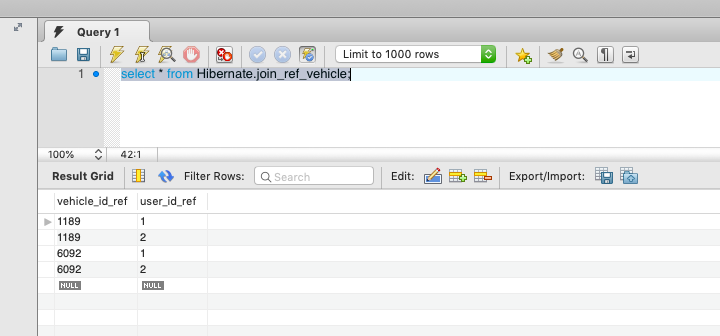 Query 1
Limit to 1000 rows
1 select * from Hibernate.join_ref_vehicle;
100% 42:1
Result Grid Filter Rows: Search Edit: Export/Import:
vehicle_id_ref user_id_ref
1189 1
1189 2
6092 1
6092 2
NULL NULL